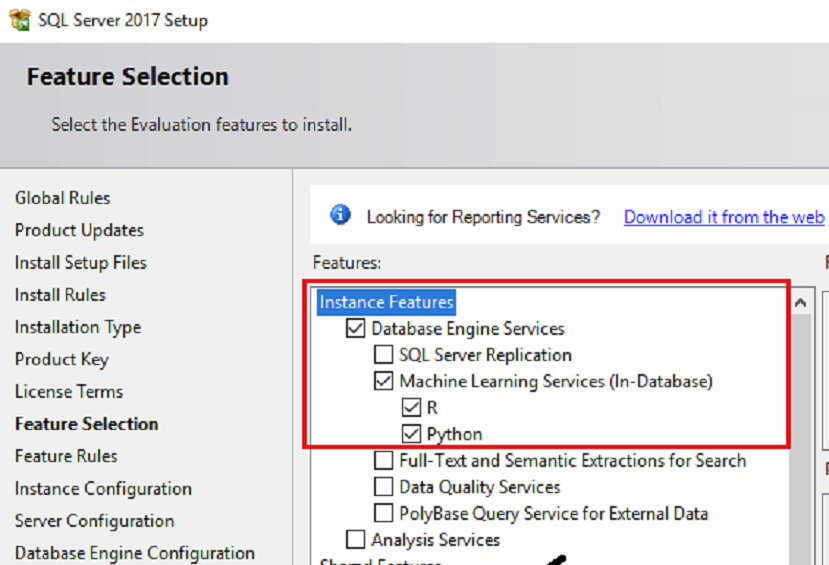 SQL Server 2017 Setup
Feature Selection
Select the Evaluation features to install.
Global Rules
Product Updates
Install Setup Files
Install Rules
Installation Type
Product Key
License Terms
Feature Selection
Feature Rules
Instance Configuration
Server Configuration
Database Engine Configuration
Looking for Reporting Services? Download it from the web
Features:
Instance Features
Database Engine Services
SQL Server Replication
Machine Learning Services (In-Database)
R
Python
Full-Text and Semantic Extractions for Search
Data Quality Services
PolyBase Query Service for External Data
Analysis Services
Shared Features